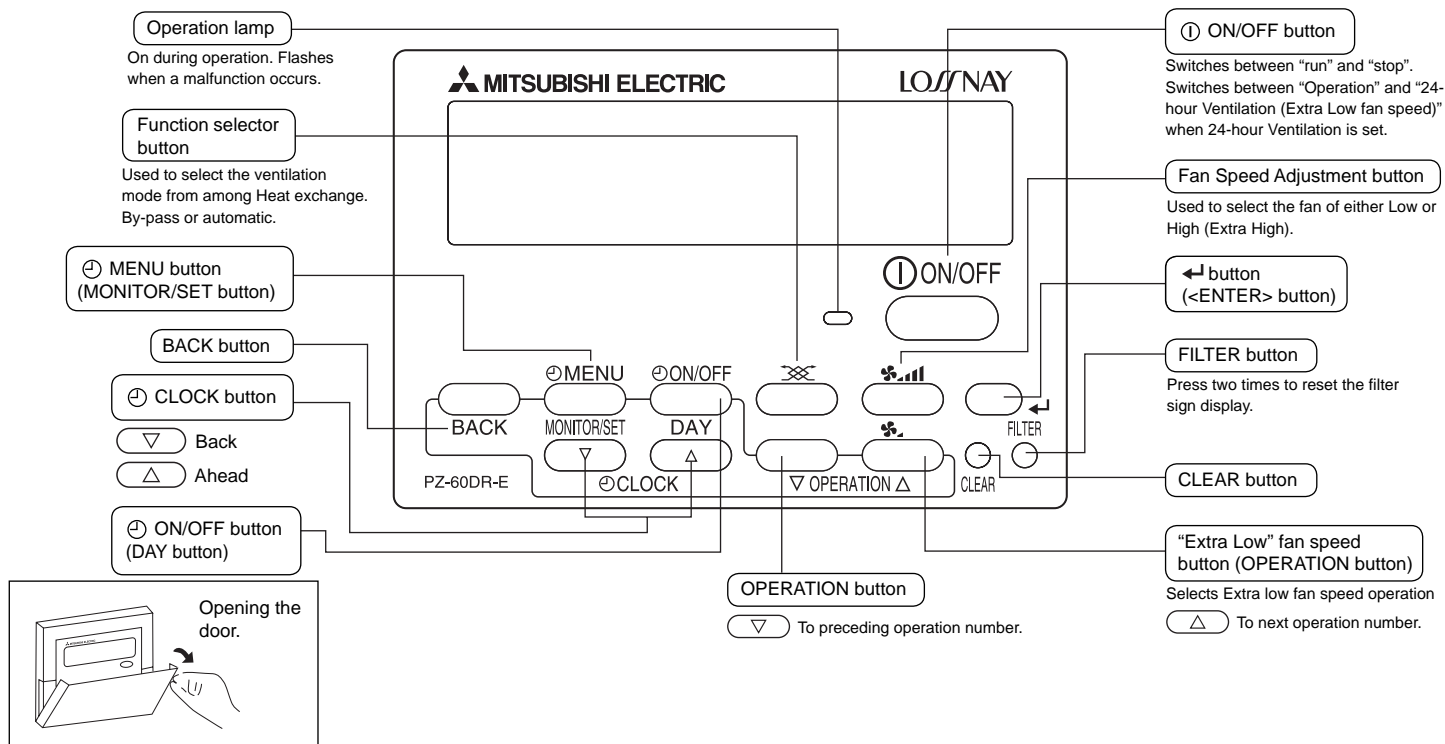 Operation lamp
On during operation. Flashes
when a malfunction occurs.
Function selector
button
Used to select the ventilation
mode from among Heat exchange.
By-pass or automatic.
MENU button
(MONITOR/SET button)
BACK button
CLOCK button
▽ Back
△ Ahead
ON/OFF button
(DAY button)
Opening the
door.
MITSUBISHI ELECTRIC
LOSSNAY
ON/OFF
MENU
ON/OFF
BACK
MONITOR/SET
DAY
FILTER
▽
△
PZ-60DR-E
CLOCK
▽ OPERATION △
CLEAR
OPERATION button
▽ To preceding operation number.
ON/OFF button
Switches between “run” and “stop”.
Switches between “Operation” and “24-
hour Ventilation (Extra Low fan speed)”
when 24-hour Ventilation is set.
Fan Speed Adjustment button
Used to select the fan of either Low or
High (Extra High).
↵ button
(<ENTER> button)
FILTER button
Press two times to reset the filter
sign display.
CLEAR button
“Extra Low” fan speed
button (OPERATION button)
Selects Extra low fan speed operation
△ To next operation number.